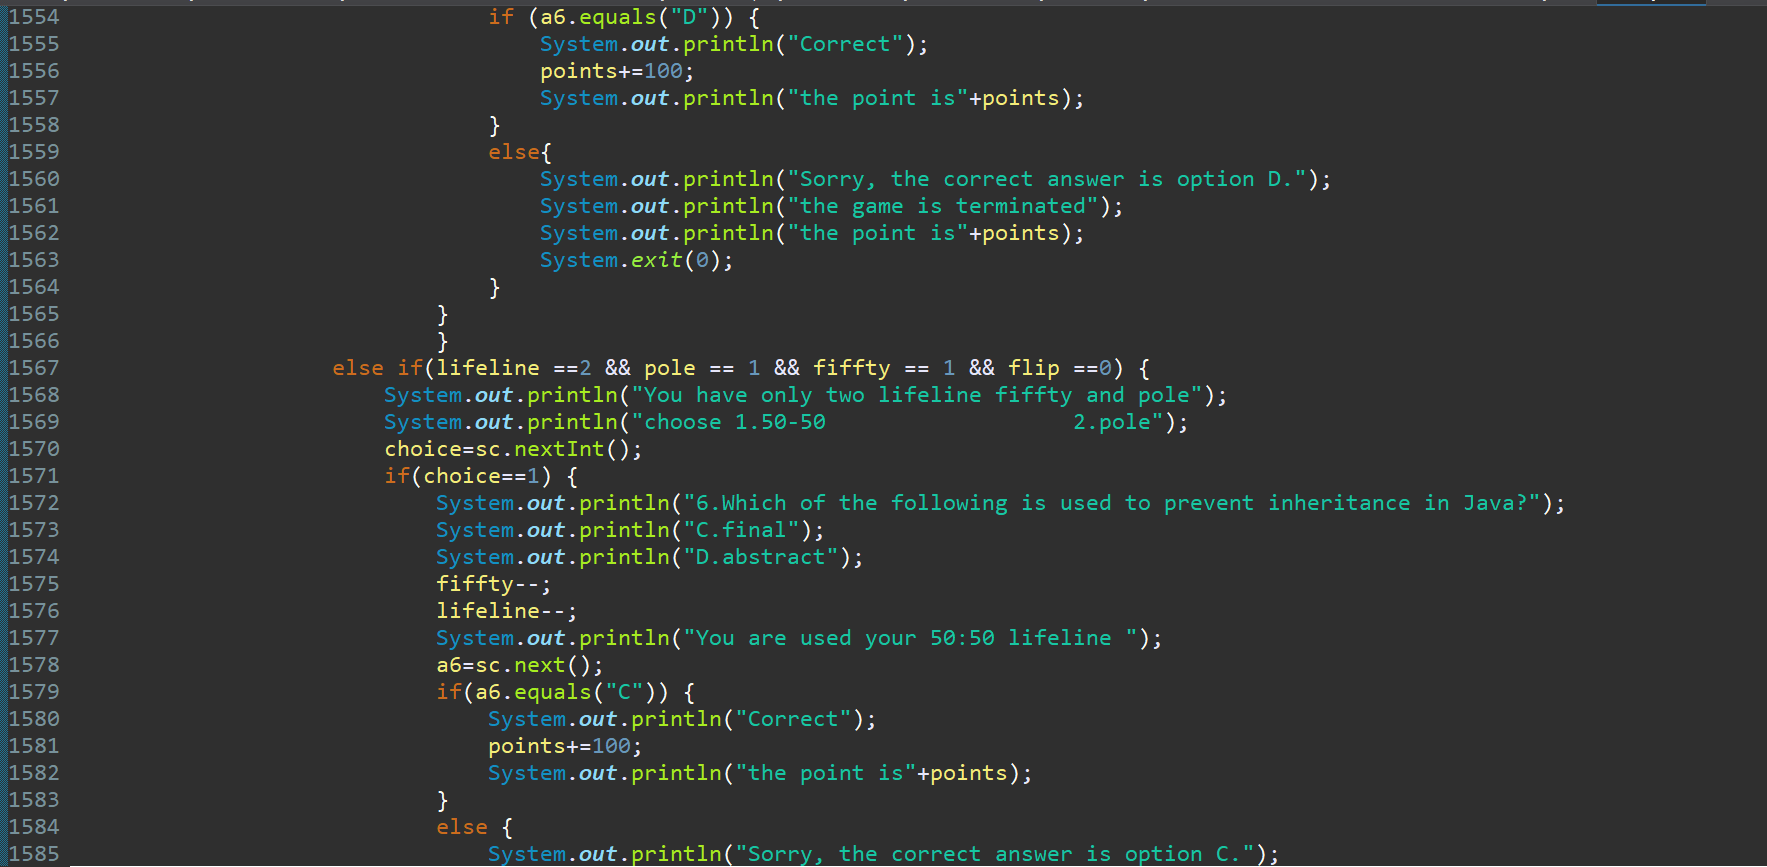 1554 if (a6.equals("D")) {
1555 System.out.println("Correct");
1556 points+=100;
1557 System.out.println("the point is"+points);
1558 }
1559 else{
1560 System.out.println("Sorry, the correct answer is option D.");
1561 System.out.println("the game is terminated");
1562 System.out.println("the point is"+points);
1563 System.exit(0);
1564 }
1565 }
1566 }
1567 else if(lifeline ==2 && pole == 1 && fiffty == 1 && flip ==0) {
1568 System.out.println("You have only two lifeline fiffty and pole");
1569 System.out.println("choose 1.50-50                   2.pole");
1570 choice=sc.nextInt();
1571 if(choice==1) {
1572 System.out.println("6.Which of the following is used to prevent inheritance in Java?");
1573 System.out.println("C.final");
1574 System.out.println("D.abstract");
1575 fiffty--;
1576 lifeline--;
1577 System.out.println("You are used your 50:50 lifeline ");
1578 a6=sc.next();
1579 if(a6.equals("C")) {
1580 System.out.println("Correct");
1581 points+=100;
1582 System.out.println("the point is"+points);
1583 }
1584 else {
1585 System.out.println("Sorry, the correct answer is option C.");